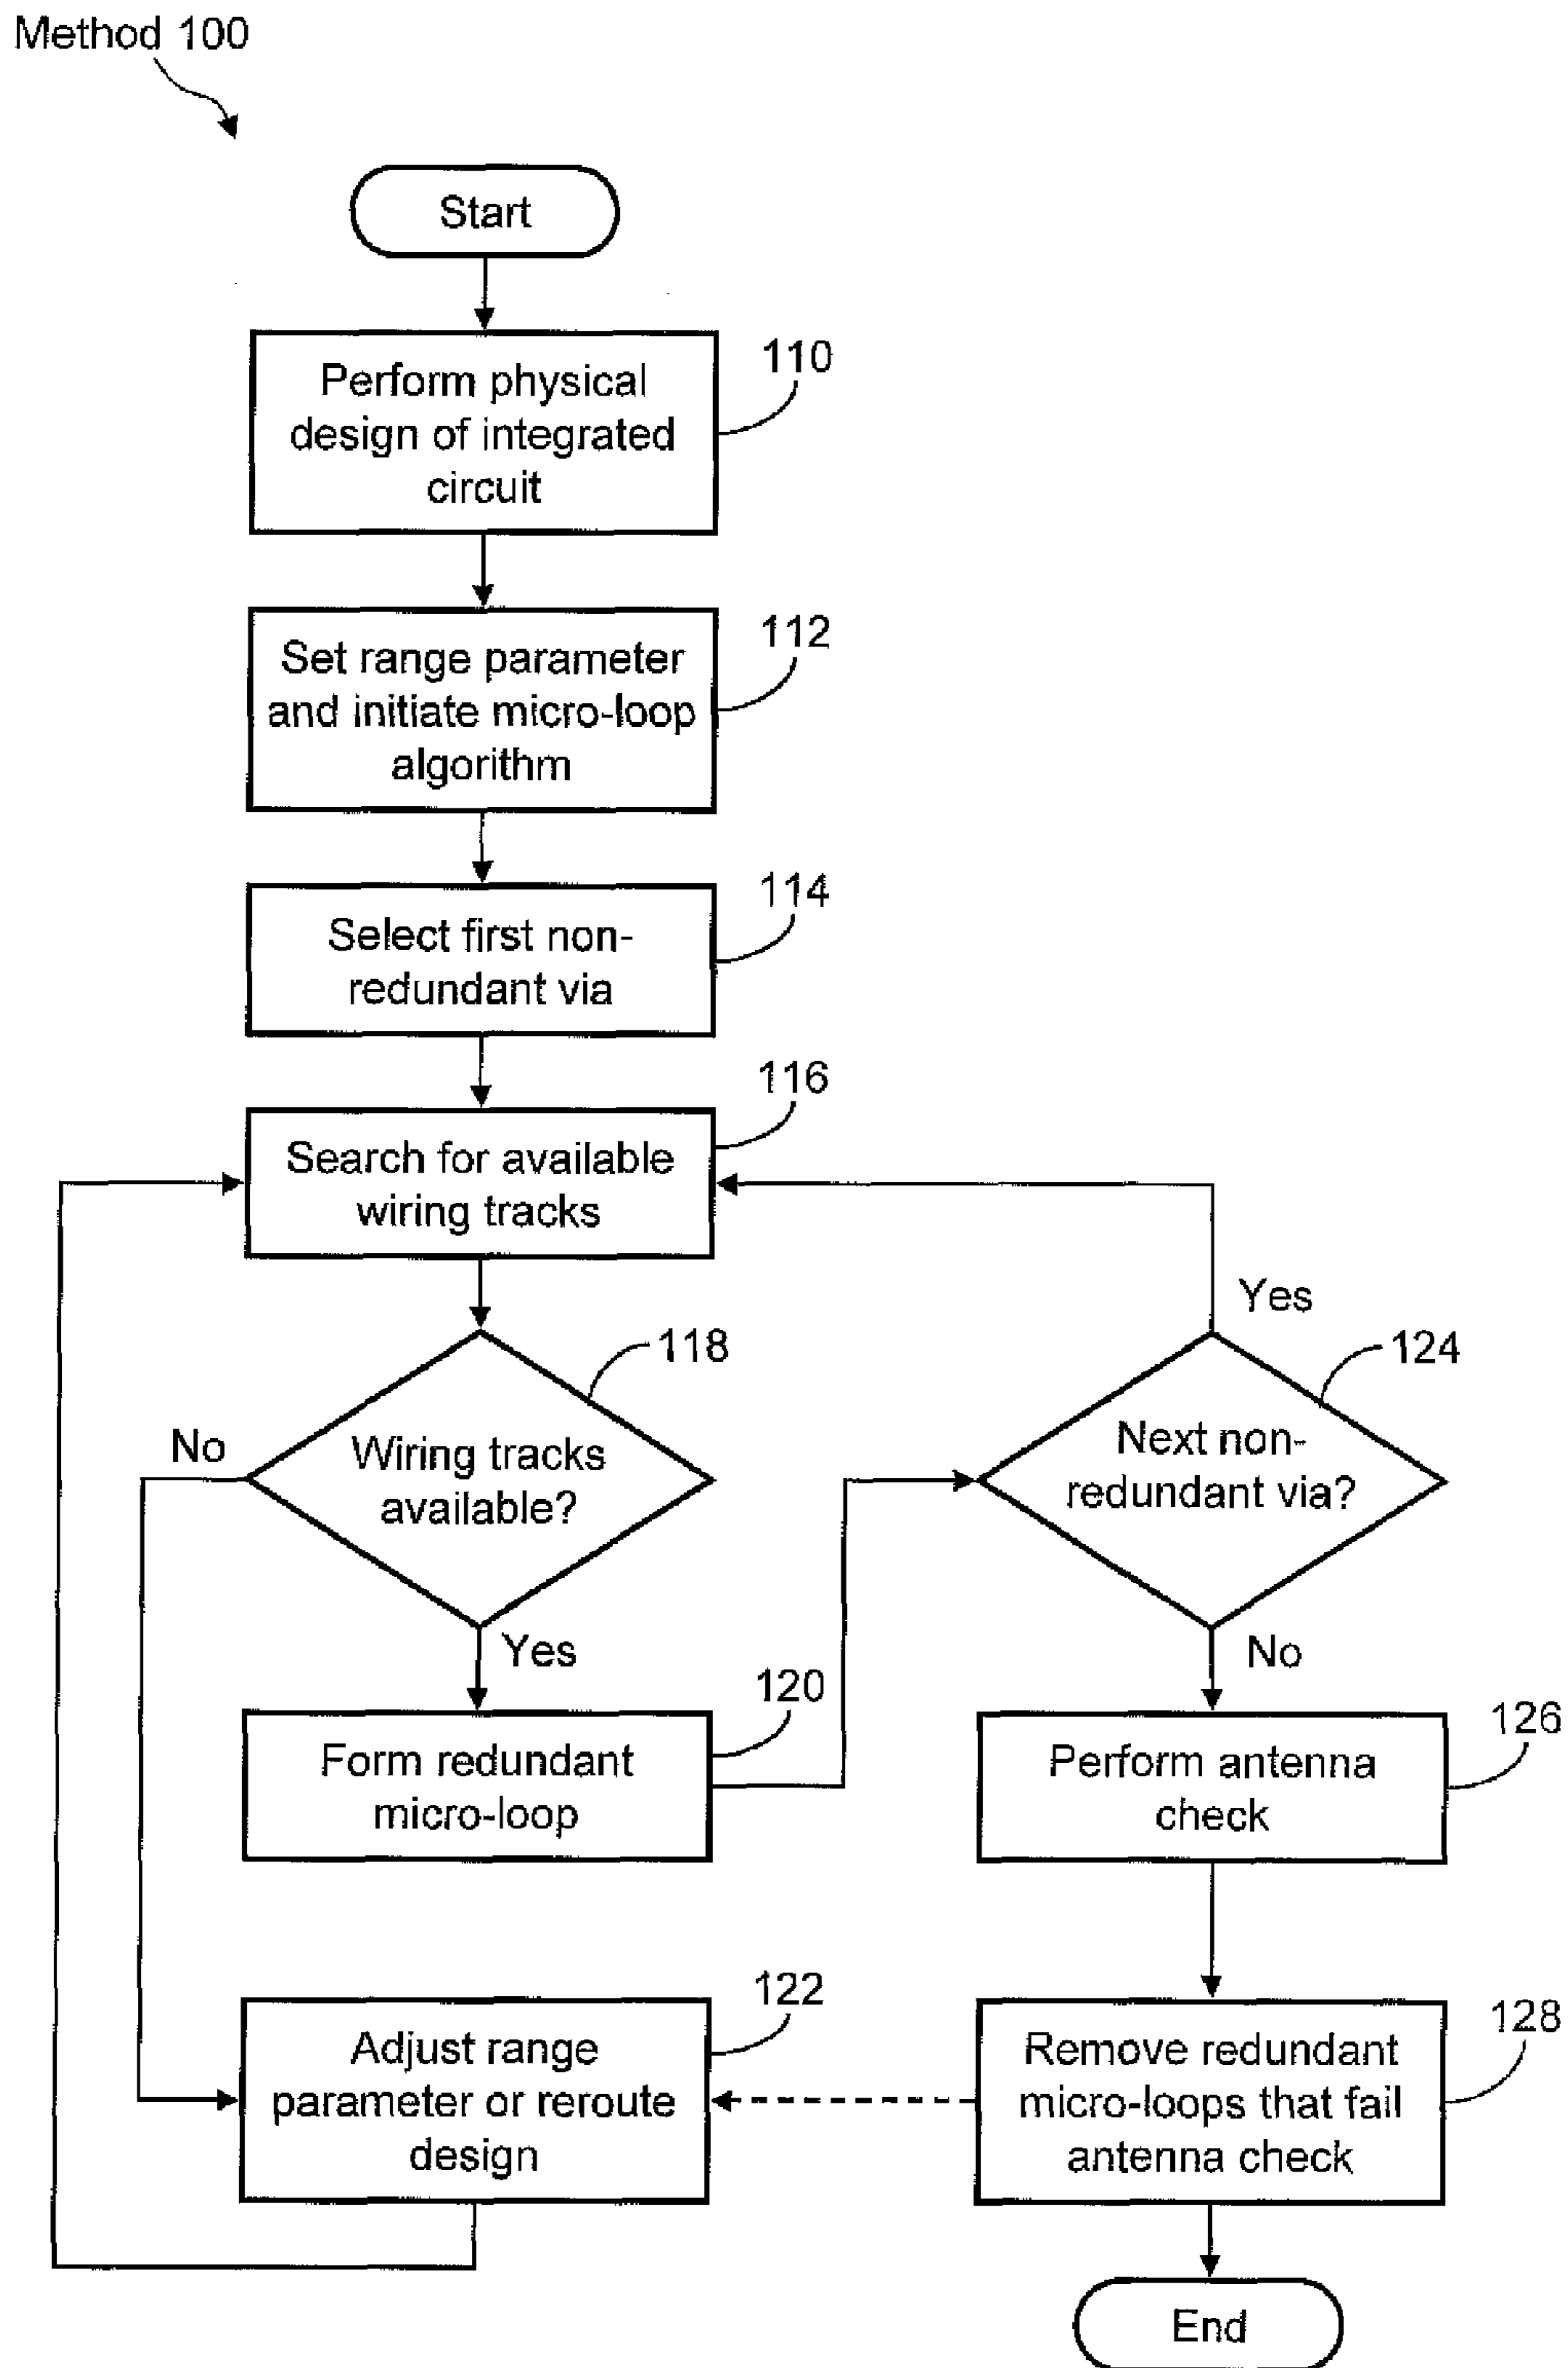 Method 100
Start
110
Perform physical
design of integrated
circuit
112
Set range parameter
and initiate micro-loop
algorithm
114
Select first non-
redundant via
116
Search for available
wiring tracks
Yes
118
124
No
Wiring tracks
available?
Next non-
redundant via?
Yes
No
120
Form redundant
micro-loop
126
Perform antenna
check
122
Adjust range
parameter or reroute
design
128
Remove redundant
micro-loops that fail
antenna check
End